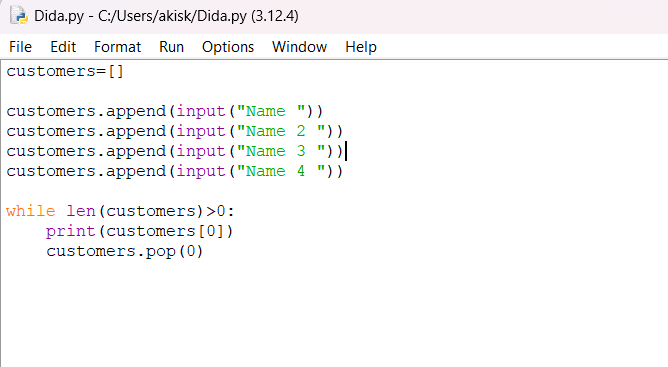 Dida.py - C:/Users/akisk/Dida.py (3.12.4)
File Edit Format Run Options Window Help
customers=[]
customers.append(input("Name "))
customers.append(input("Name 2 "))
customers.append(input("Name 3 "))
customers.append(input("Name 4 "))
while len(customers)>0:
    print(customers[0])
    customers.pop(0)